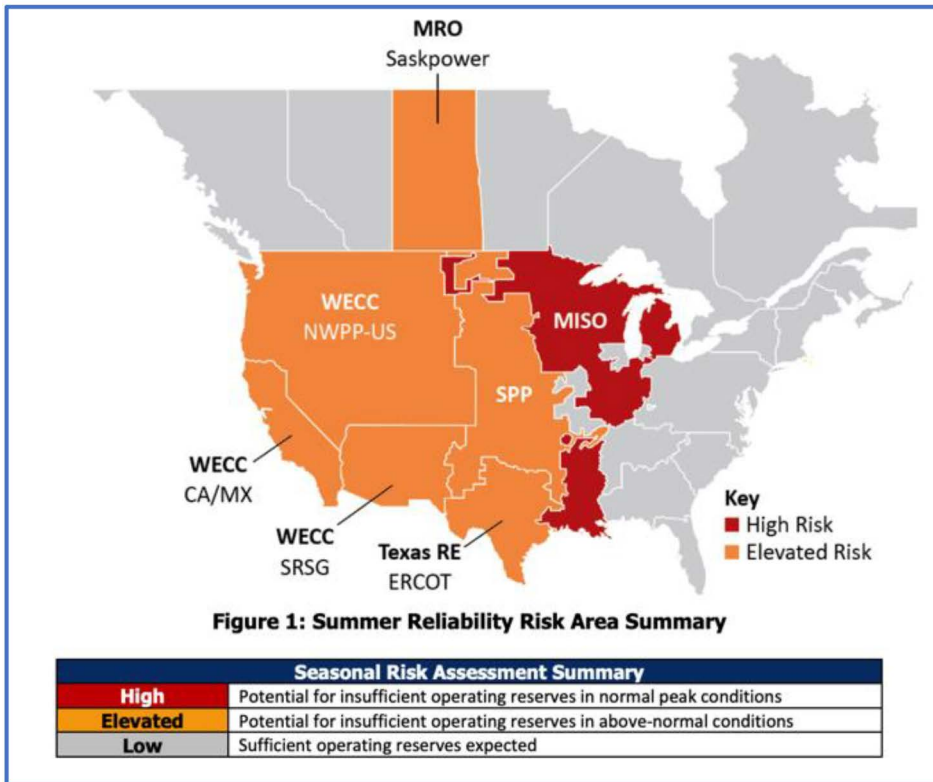 MRO
Saskpower
WECC
NWPP-US
MISO
SPP
WECC
CA/MX
WECC
SRSG
Texas RE
ERCOT
Key
High Risk
Elevated Risk
Figure 1: Summer Reliability Risk Area Summary
Seasonal Risk Assessment Summary
High Potential for insufficient operating reserves in normal peak conditions
Elevated Potential for insufficient operating reserves in above-normal conditions
Low Sufficient operating reserves expected